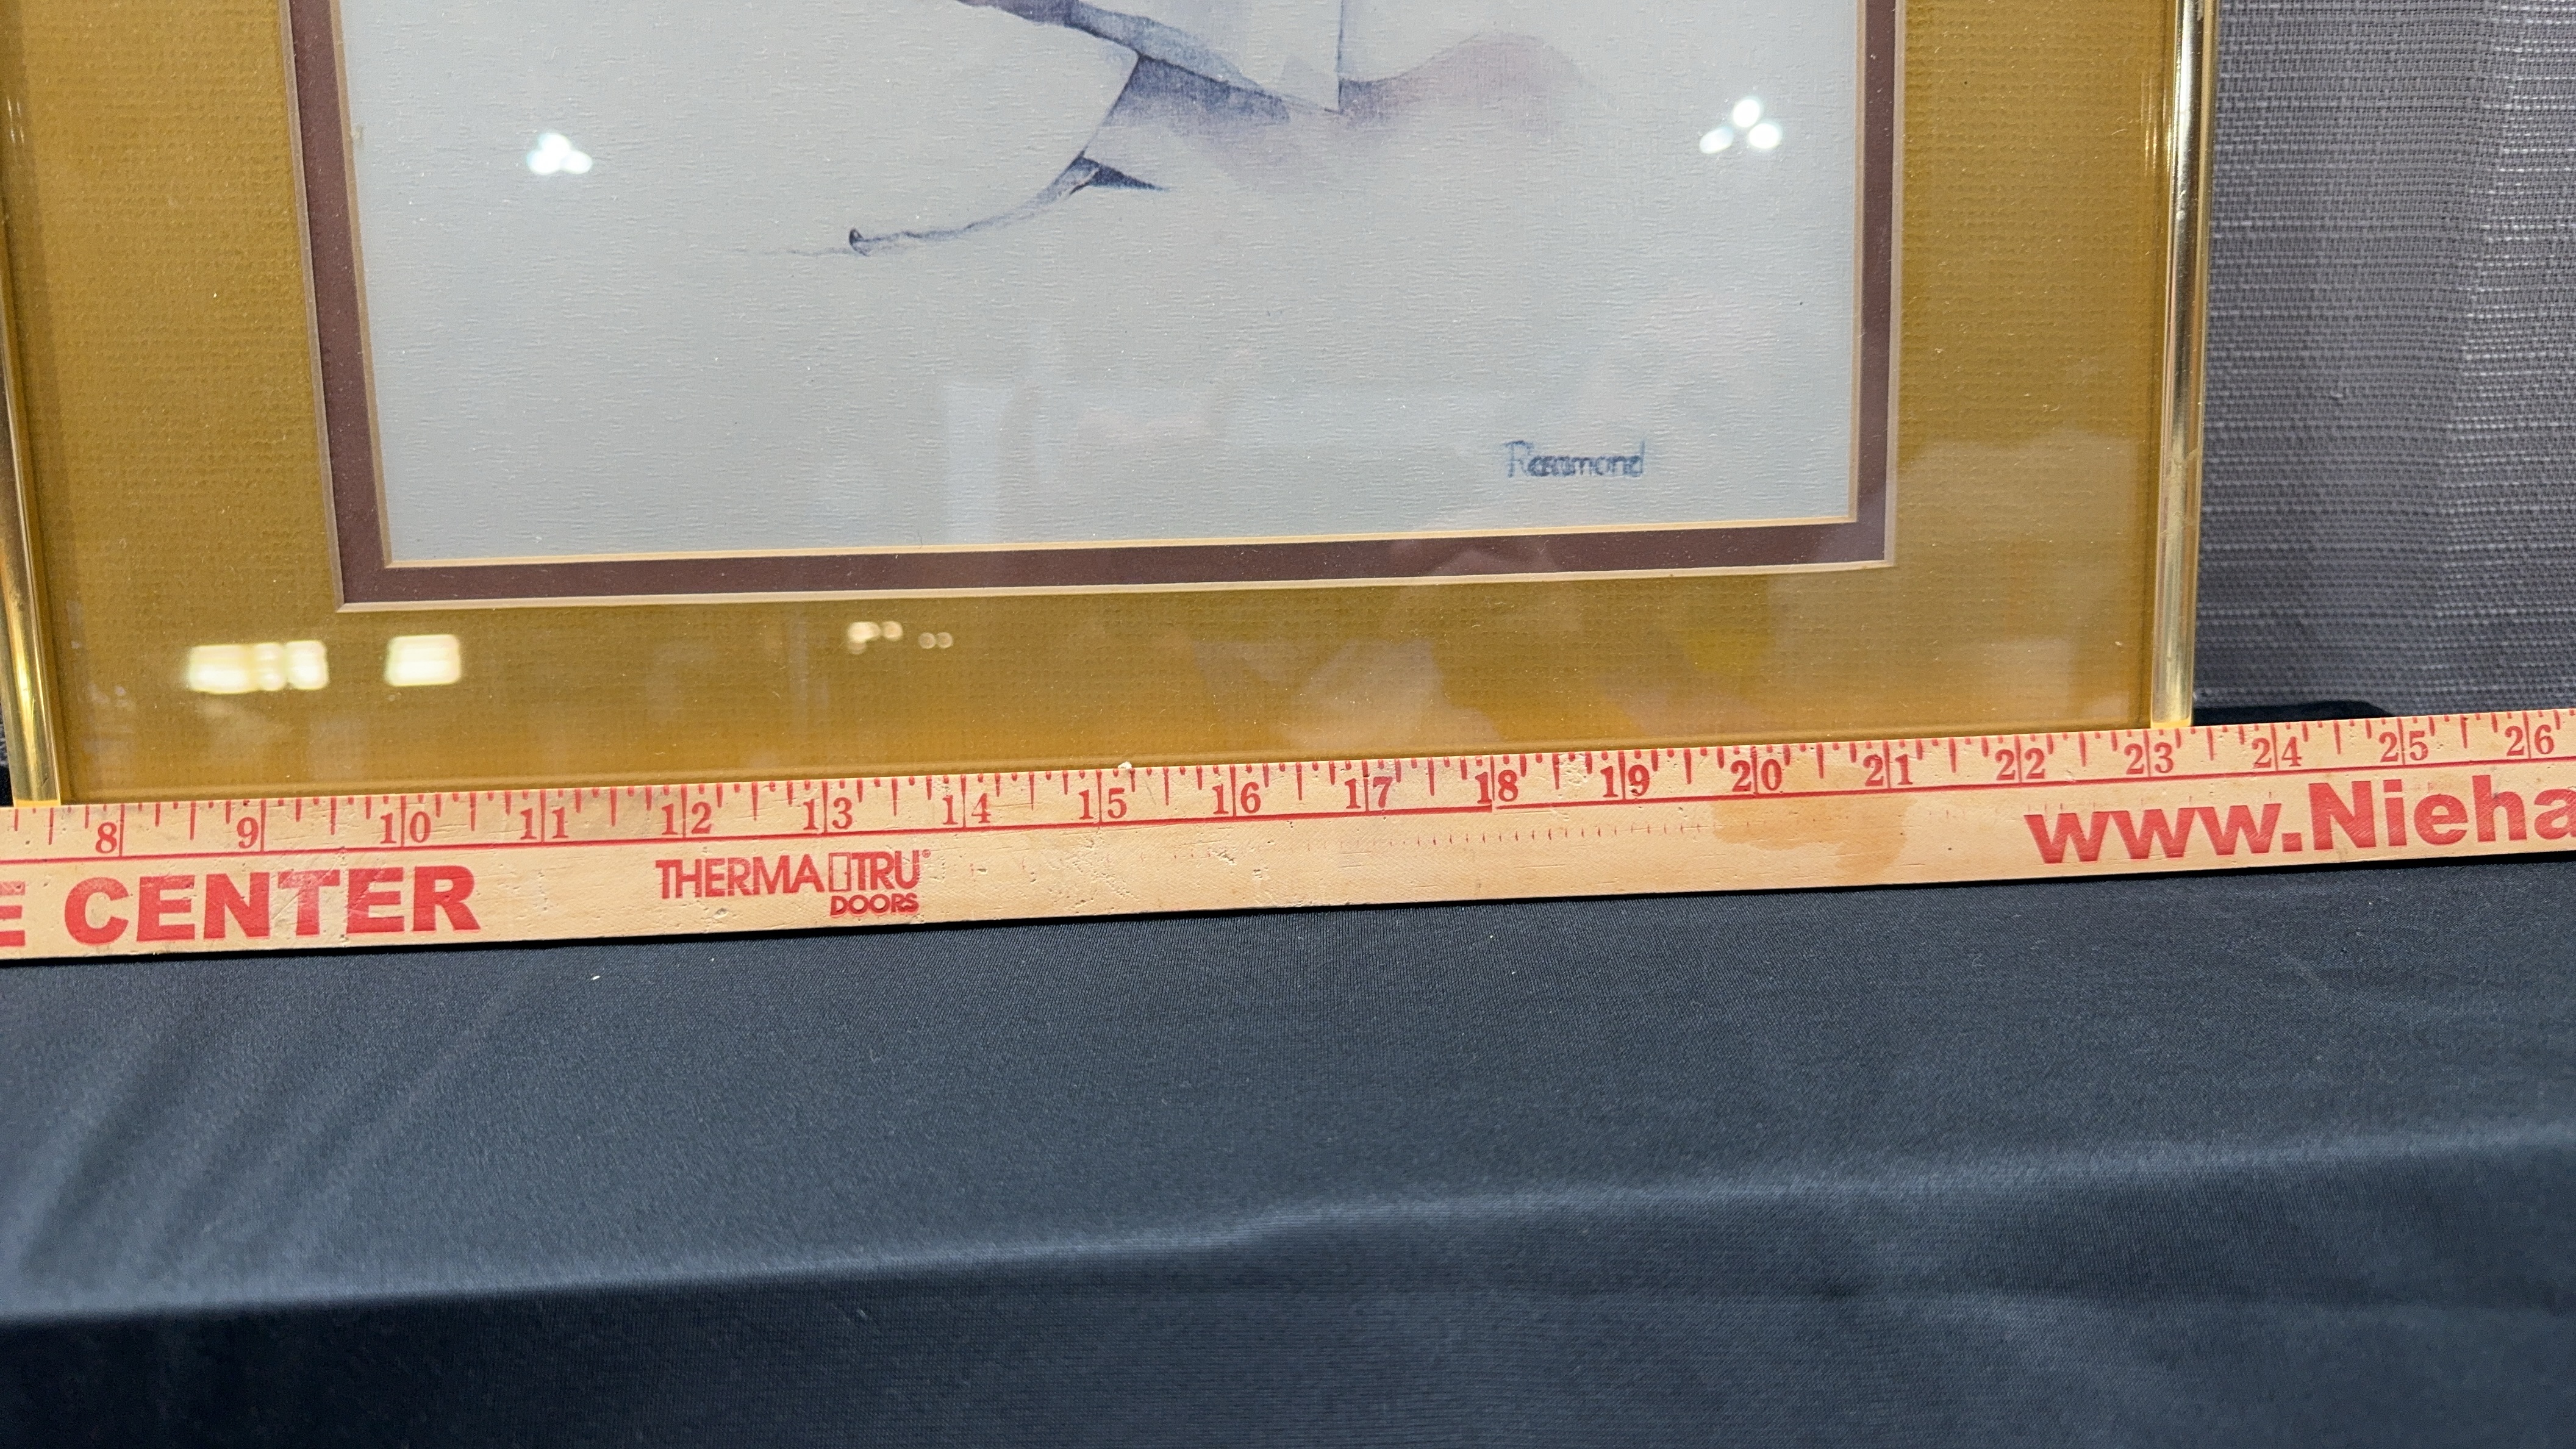 Rosamond
8 9 10 11 12 13 14 15 16 17 18 19 20 21 22 23 24 25 26
E CENTER THERMA TRU® www.Nieha
DOORS